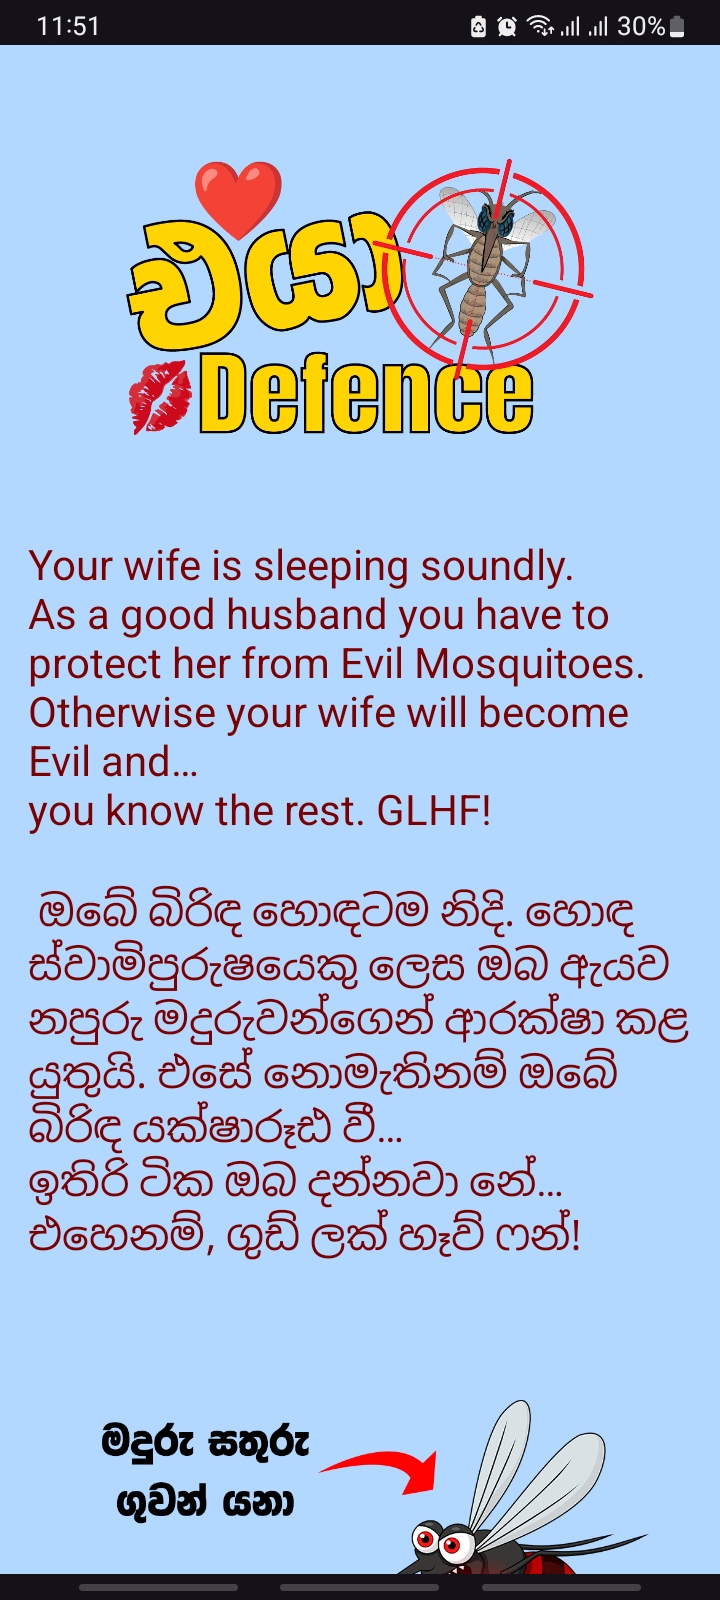 11:51
30%
එයා
Defence
Your wife is sleeping soundly.
As a good husband you have to
protect her from Evil Mosquitoes.
Otherwise your wife will become
Evil and...
you know the rest. GLHF!
ඔබේ බිරිඳ හොඳටම නිදි. හොඳ
ස්වාමිපුරුෂයෙකු ලෙස ඔබ ඇයව
නපුරු මදුරුවන්ගෙන් ආරක්ෂා කළ
යුතුයි. එසේ නොමැතිනම් ඔබේ
බිරිඳ යක්ෂාරූඪ වී...
ඉතිරි ටික ඔබ දන්නවා නේ...
එහෙනම්, ගුඩ් ලක් හැව් ෆන්!
මදුරු සතුරු
ගුවන් යනා